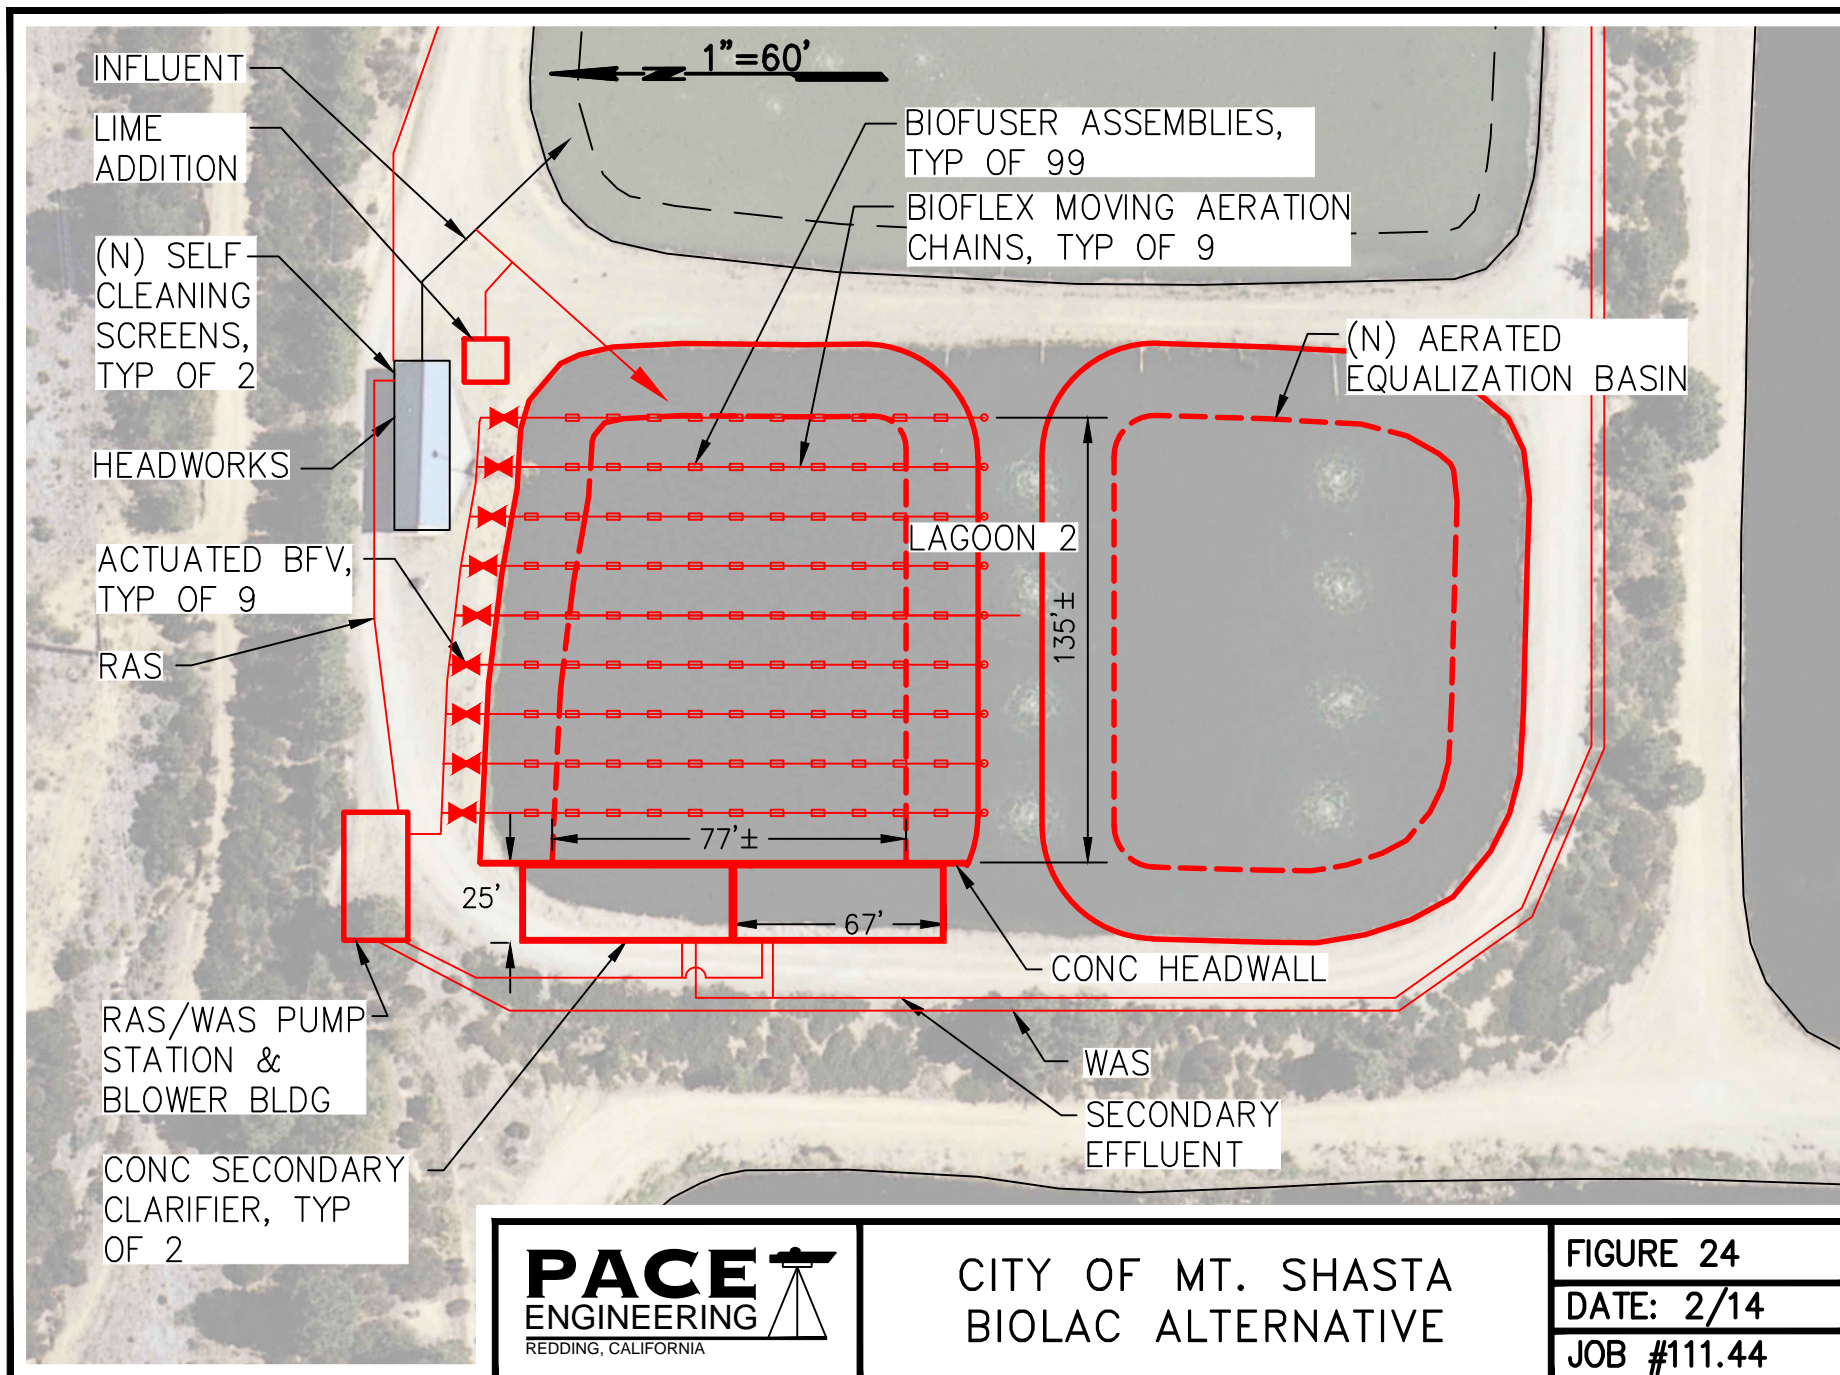 INFLUENT
LIME
ADDITION
(N) SELF
CLEANING
SCREENS,
TYP OF 2
HEADWORKS
ACTUATED BFV,
TYP OF 9
RAS
RAS/WAS PUMP
STATION &
BLOWER BLDG
CONC SECONDARY
CLARIFIER, TYP
OF 2
1"=60'
BIOFUSER ASSEMBLIES,
TYP OF 99
BIOFLEX MOVING AERATION
CHAINS, TYP OF 9
(N) AERATED
EQUALIZATION BASIN
LAGOON 2
135'±
77'±
25'
67'
CONC HEADWALL
WAS
SECONDARY
EFFLUENT
PACE
ENGINEERING
REDDING, CALIFORNIA
CITY OF MT. SHASTA
BIOLAC ALTERNATIVE
FIGURE 24
DATE: 2/14
JOB #111.44